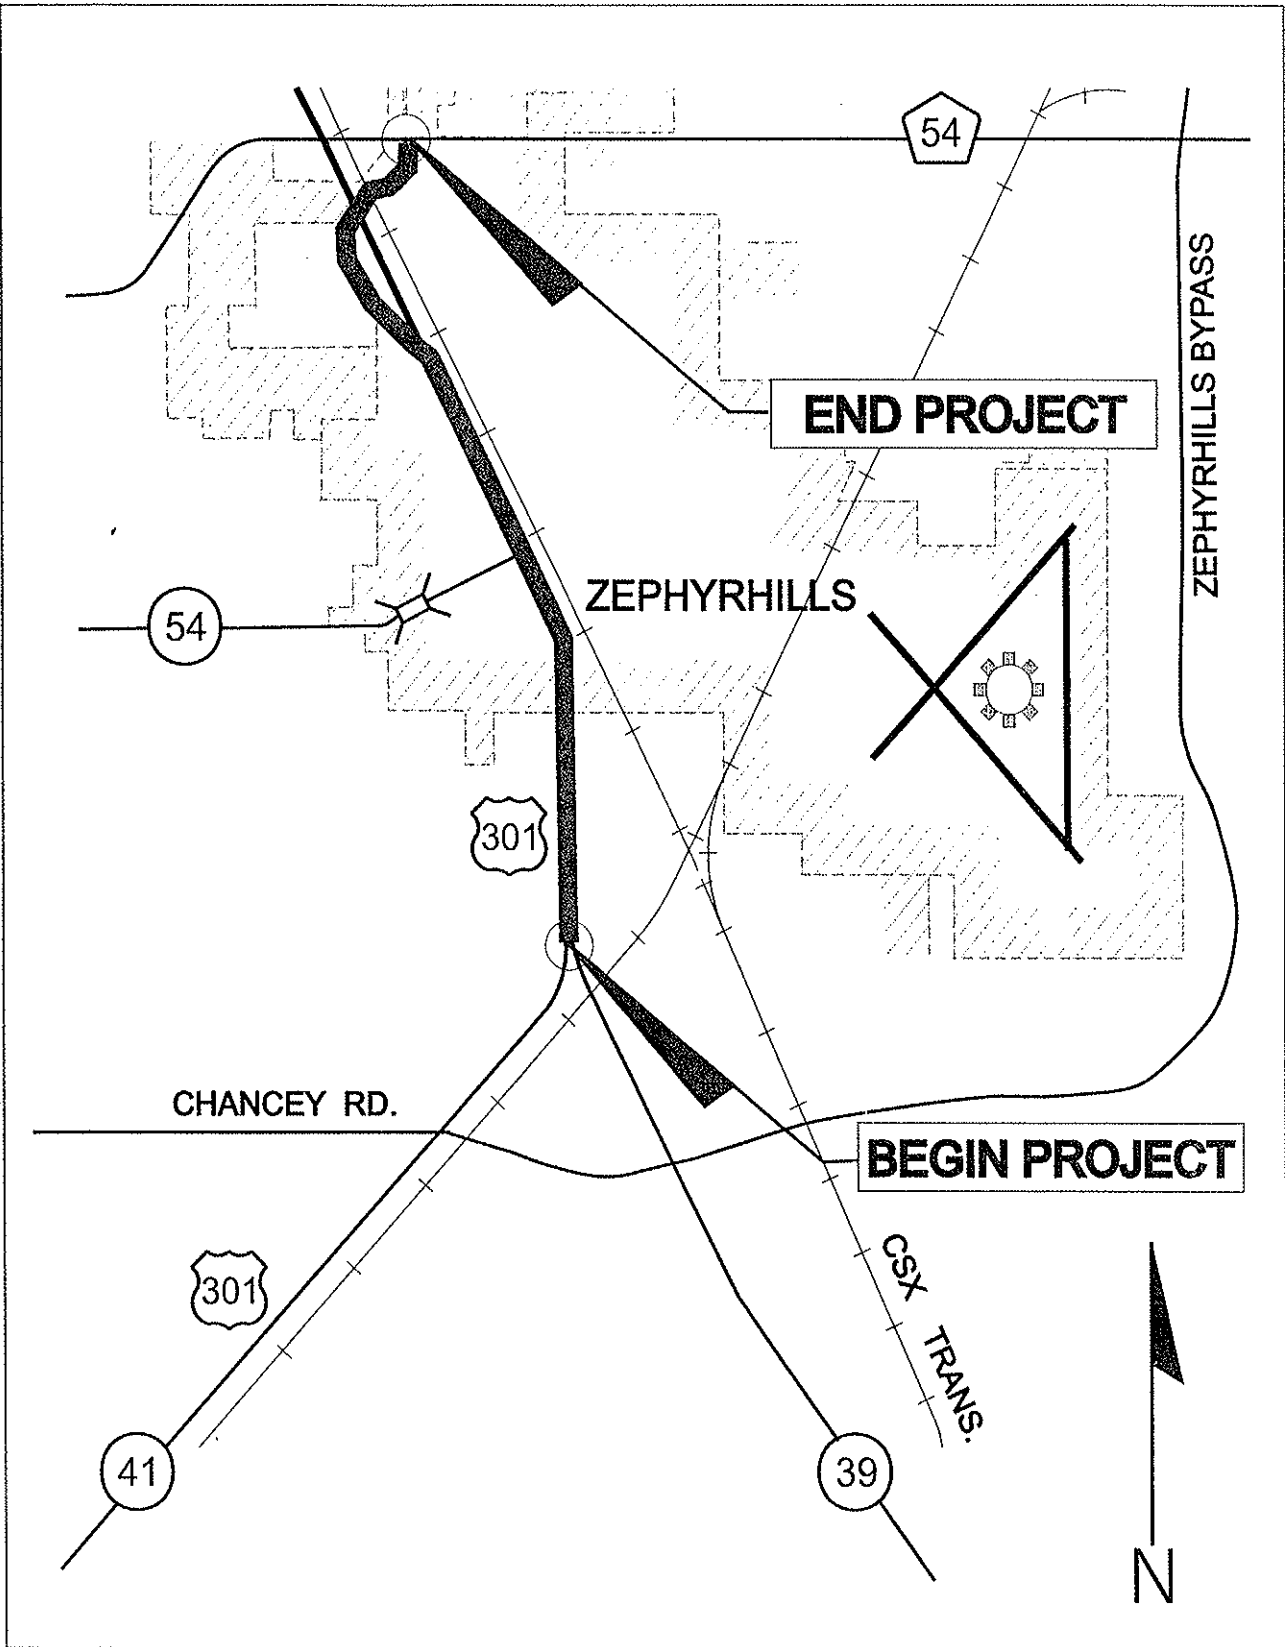 54
ZEPHYRHILLS BYPASS
END PROJECT
ZEPHYRHILLS
54
301
CHANCEY RD.
BEGIN PROJECT
301
CSX TRANS.
41
39
N